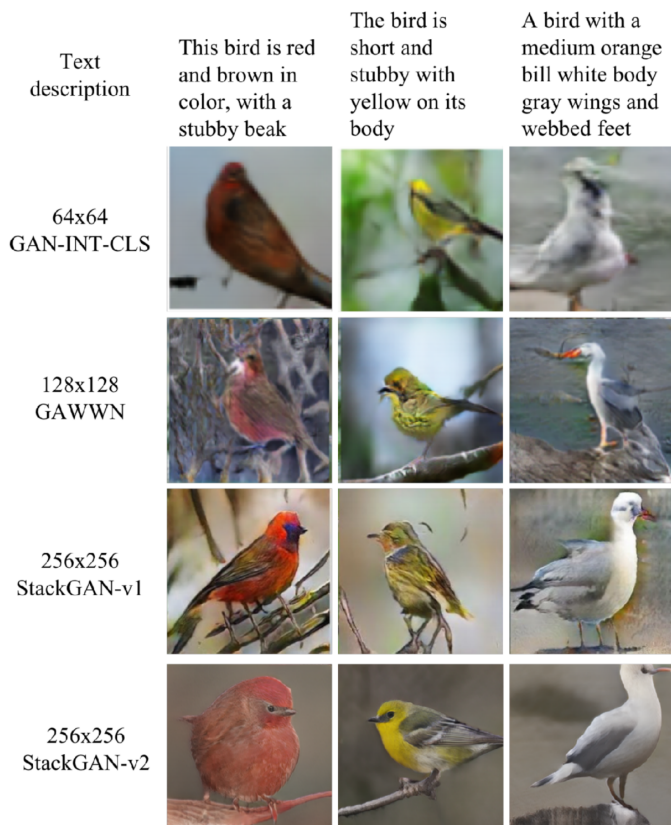 Text
description
This bird is red
and brown in
color, with a
stubby beak
The bird is
short and
stubby with
yellow on its
body
A bird with a
medium orange
bill white body
gray wings and
webbed feet
64x64
GAN-INT-CLS
128x128
GAWWN
256x256
StackGAN-v1
256x256
StackGAN-v2